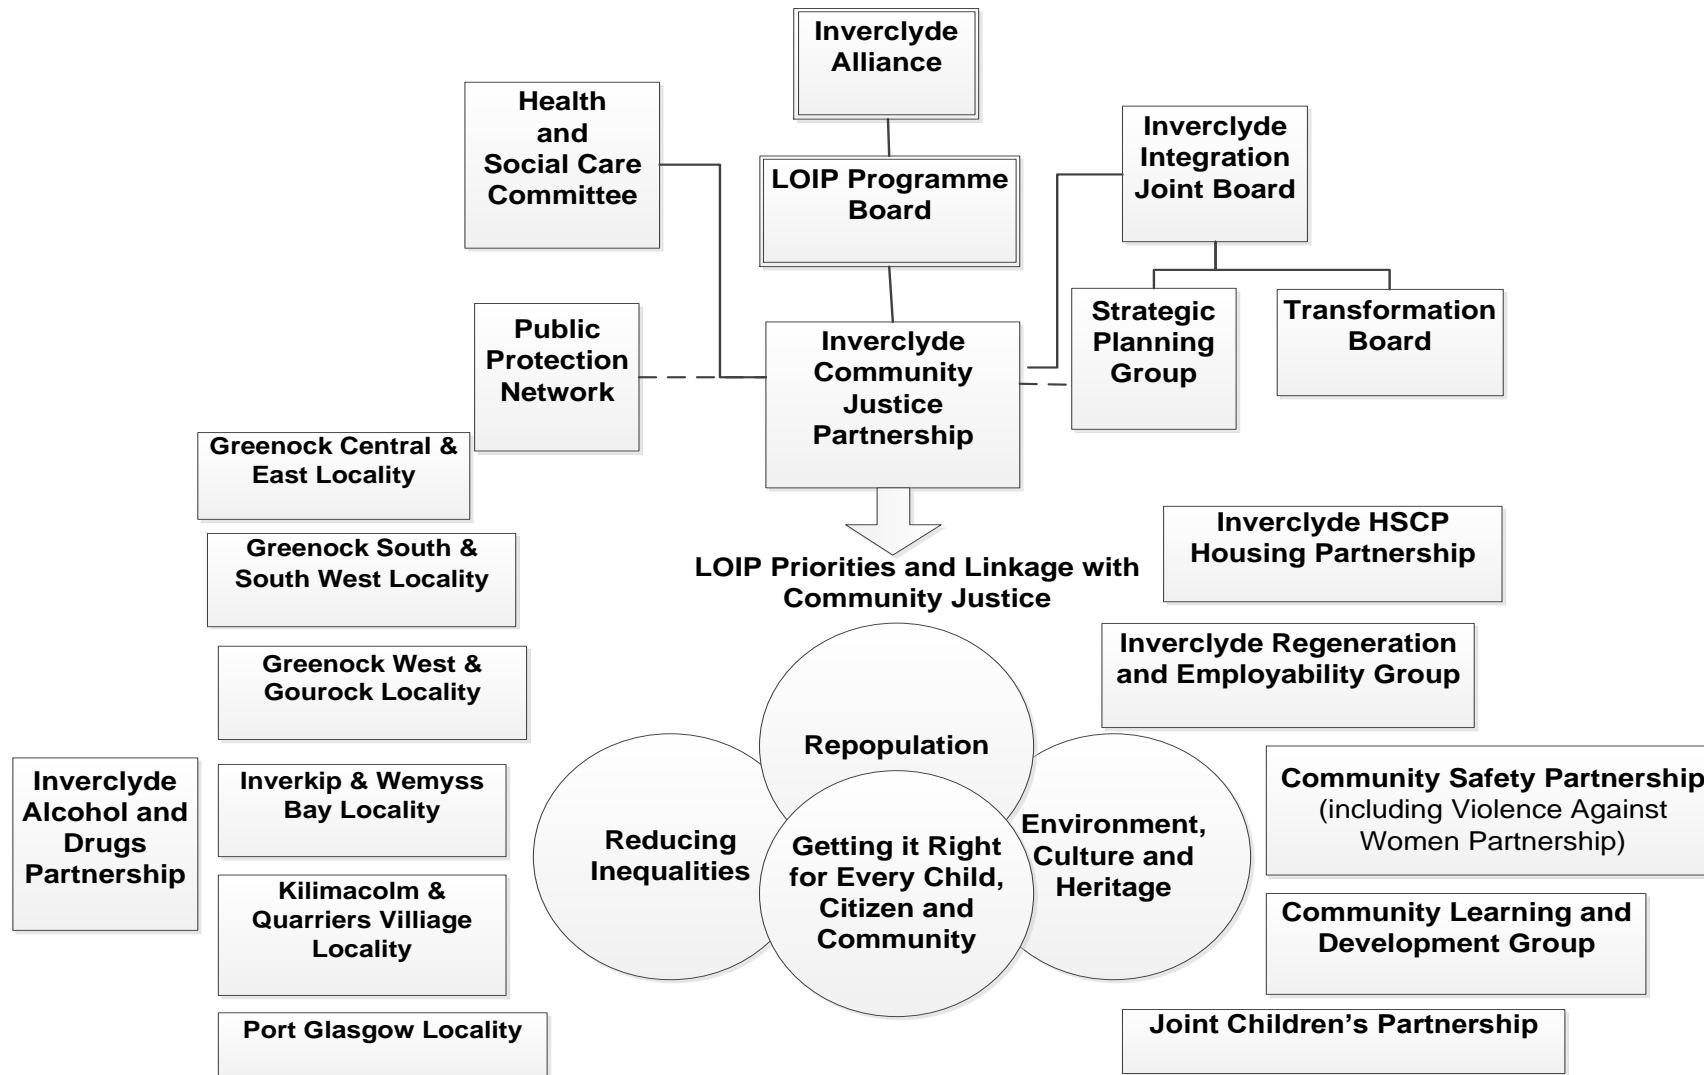 Inverclyde
Alliance
Health
and
Social Care
Committee
LOIP Programme
Board
Inverclyde
Integration
Joint Board
Public
Protection
Network
Inverclyde
Community
Justice
Partnership
Strategic
Planning
Group
Transformation
Board
Greenock Central &
East Locality
Greenock South &
South West Locality
Greenock West &
Gourock Locality
Inverclyde
Alcohol and
Drugs
Partnership
Inverkip & Wemyss
Bay Locality
Kilimacolm &
Quarriers Villiage
Locality
Port Glasgow Locality
LOIP Priorities and Linkage with
Community Justice
Repopulation
Reducing
Inequalities
Getting it Right
for Every Child,
Citizen and
Community
Environment,
Culture and
Heritage
Inverclyde HSCP
Housing Partnership
Inverclyde Regeneration
and Employability Group
Community Safety Partnership
(including Violence Against
Women Partnership)
Community Learning and
Development Group
Joint Children's Partnership